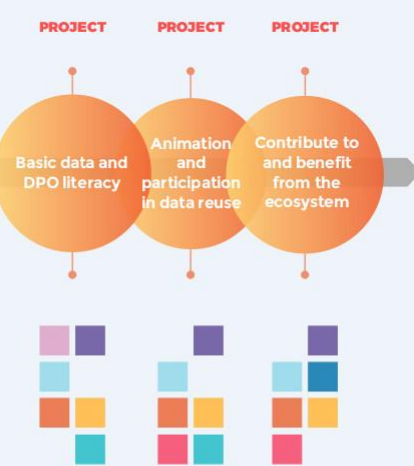 PROJECT
PROJECT
PROJECT
Basic data and
DPO literacy
Animation
and
participation
in data reuse
Contribute to
and benefit
from the
ecosystem